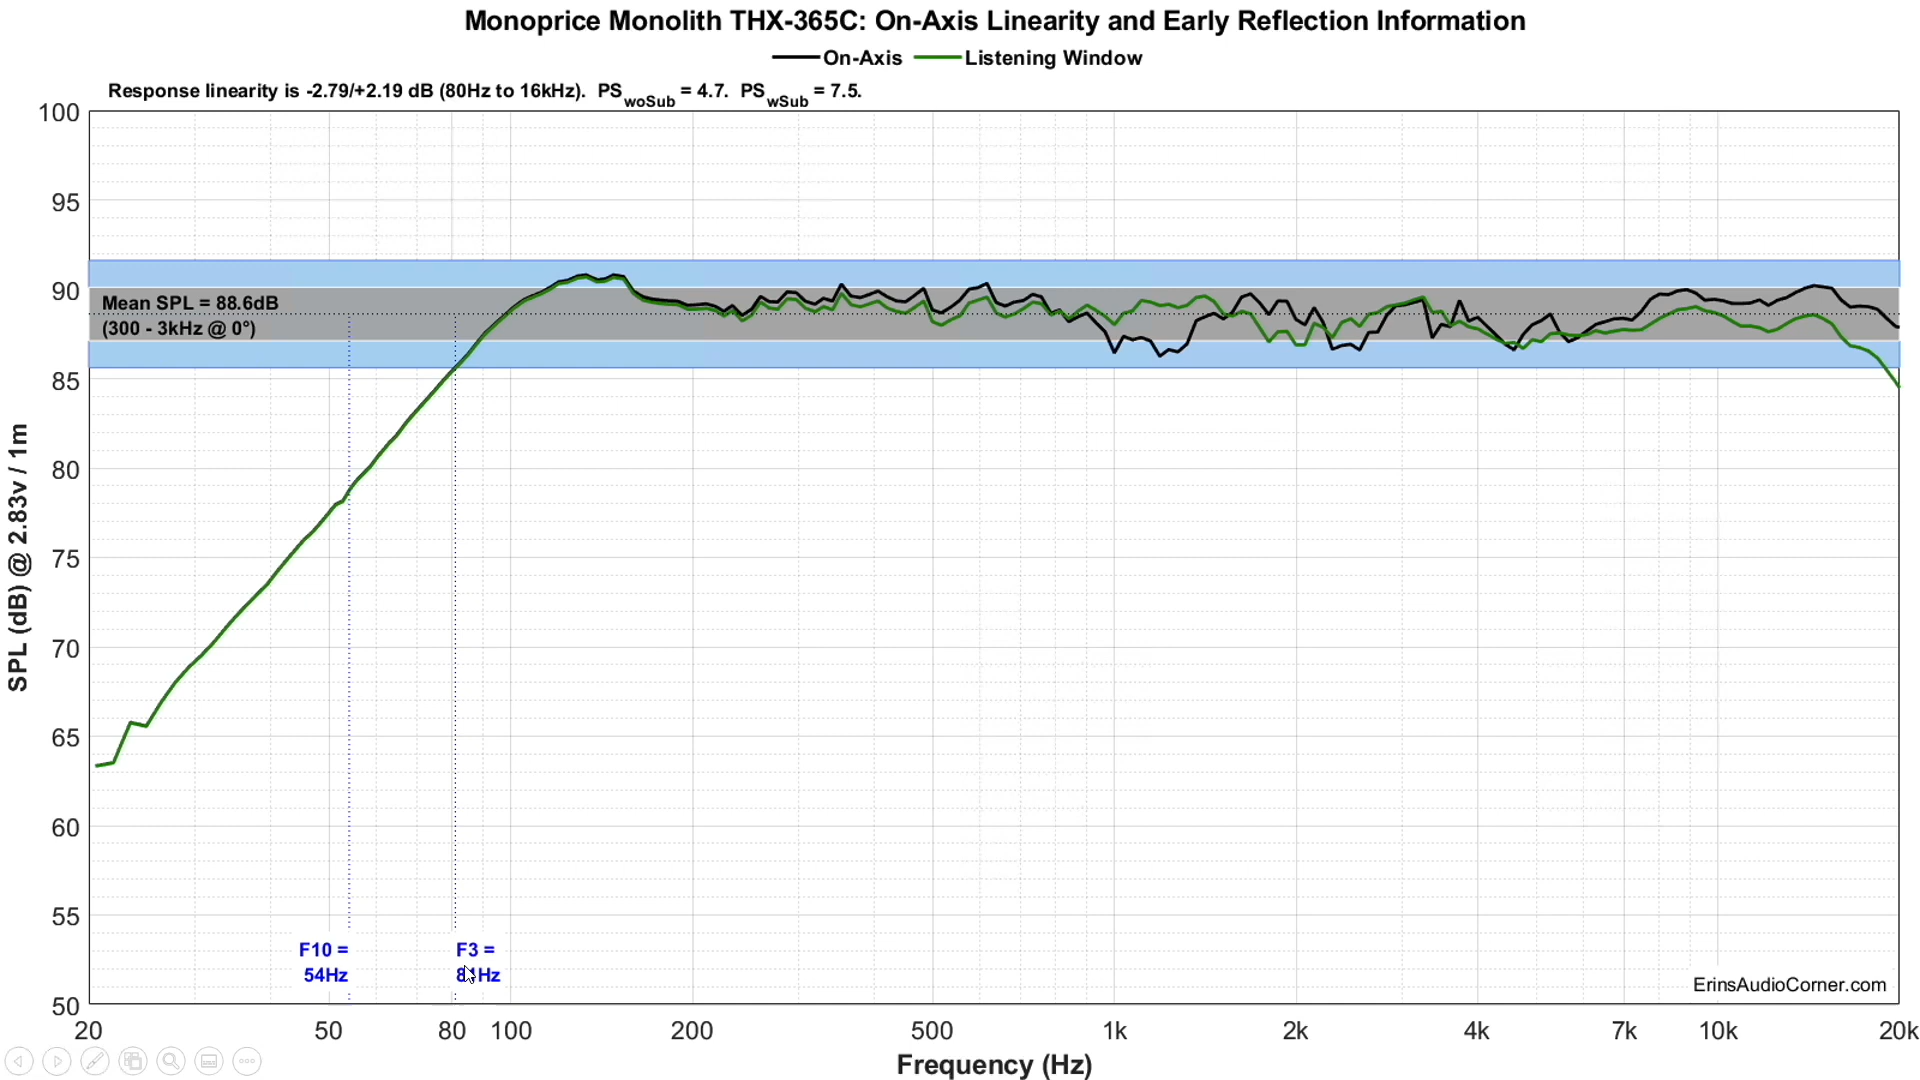 Monoprice Monolith THX-365C: On-Axis Linearity and Early Reflection Information
On-Axis Listening Window
Response linearity is -2.79/+2.19 dB (80Hz to 16kHz). PS_woSub = 4.7. PS_wSub = 7.5.
100
95
90
Mean SPL = 88.6dB
(300 - 3kHz @ 0°)
85
80
75
70
65
60
55
50
SPL (dB) @ 2.83v / 1m
F10 =
54Hz
F3 =
ErinsAudioCorner.com
20 50 80 100 200 500 1k 2k 4k 7k 10k 20k
Frequency (Hz)